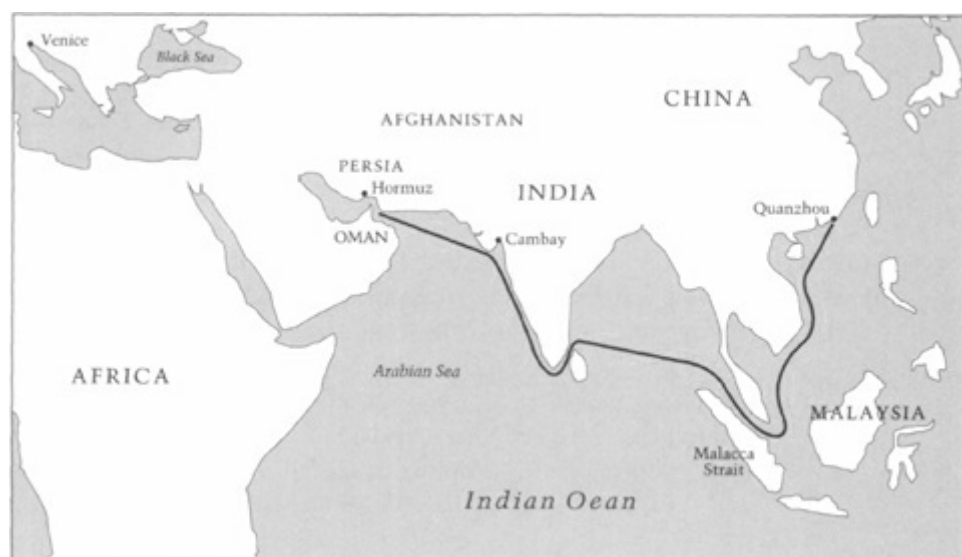 Venice
Black Sea
CHINA
AFGHANISTAN
PERSIA
Hormuz
INDIA
Quanzhou
OMAN
Cambay
Arabian Sea
AFRICA
MALAYSIA
Malacca
Strait
Indian Oean